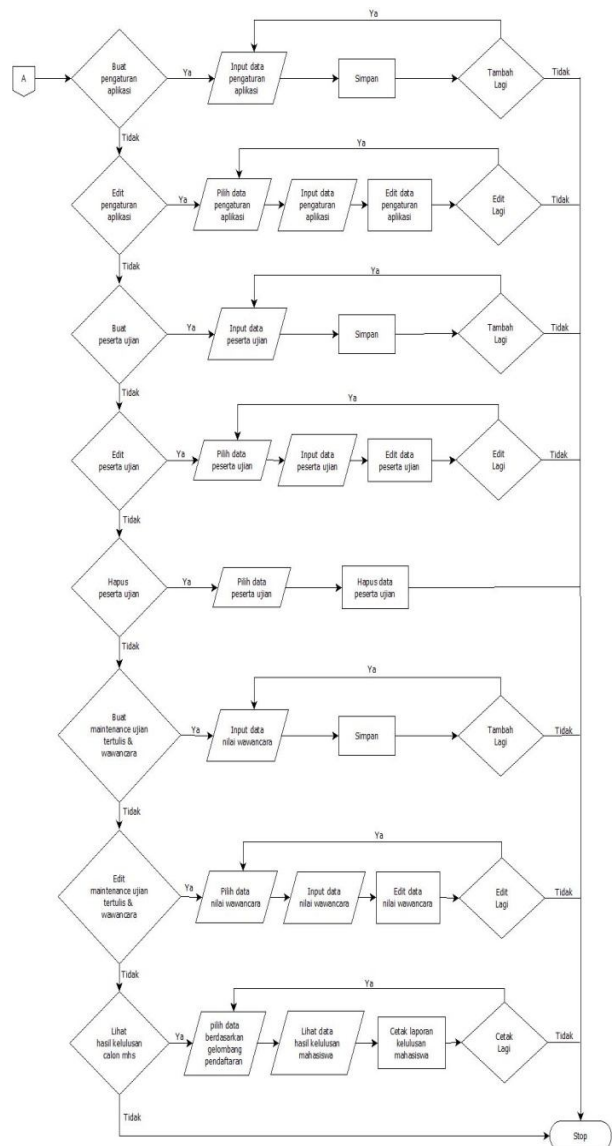 Ya
A
Buat
pengaturan
aplikasi
Ya
Input data
pengaturan
aplikasi
Simpan
Tambah
Lagi
Tidak
Tidak
Ya
Edit
pengaturan
aplikasi
Ya
Pilih data
pengaturan
aplikasi
Input data
pengaturan
aplikasi
Edit data
pengaturan
aplikasi
Edit
Lagi
Tidak
Tidak
Ya
Buat
peserta ujian
Ya
Input data
peserta ujian
Simpan
Tambah
Lagi
Tidak
Tidak
Ya
Edit
peserta ujian
Ya
Pilih data
peserta ujian
Input data
peserta ujian
Edit data
peserta ujian
Edit
Lagi
Tidak
Tidak
Hapus
peserta ujian
Ya
Pilih data
peserta ujian
Hapus data
peserta ujian
Tidak
Ya
Buat
maintenance ujian
tertulis &
wawancara
Ya
Input data
nilai wawancara
Simpan
Tambah
Lagi
Tidak
Tidak
Ya
Edit
maintenance ujian
tertulis &
wawancara
Ya
Pilih data
nilai wawancara
Input data
nilai wawancara
Edit data
nilai wawancara
Edit
Lagi
Tidak
Tidak
Ya
Lihat
hasil kelulusan
calon mhs
Ya
pilih data
berdasarkan
gelombang
pendaftaran
Lihat data
hasil kelulusan
mahasiswa
Cetak laporan
kelulusan
mahasiswa
Cetak
Lagi
Tidak
Tidak
Stop